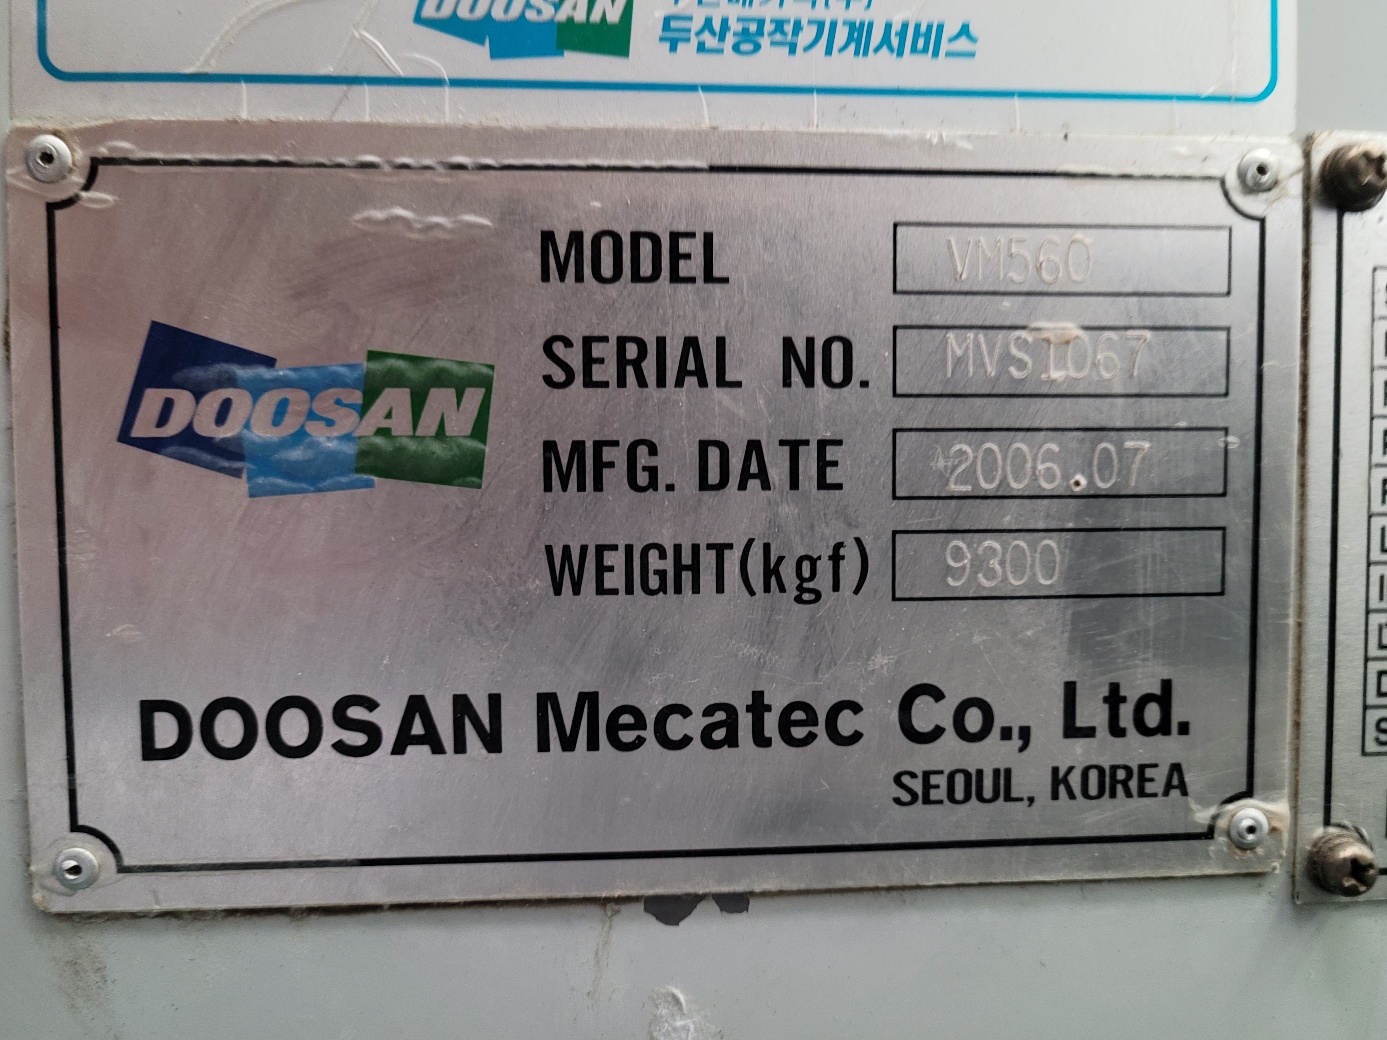 DOOSAN
두산공작기계서비스
MODEL VM560
SERIAL NO. MVS1067
DOOSAN
MFG. DATE 2006.07
WEIGHT(kgf) 9300
DOOSAN Mecatec Co., Ltd.
SEOUL, KOREA